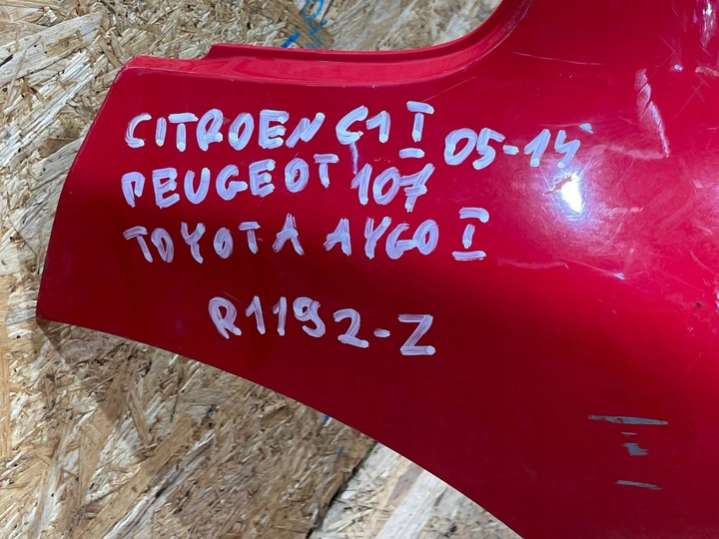 CITROEN C1 I 05-14
PEUGEOT 107
TOYOTA AYGO I
R1192-Z